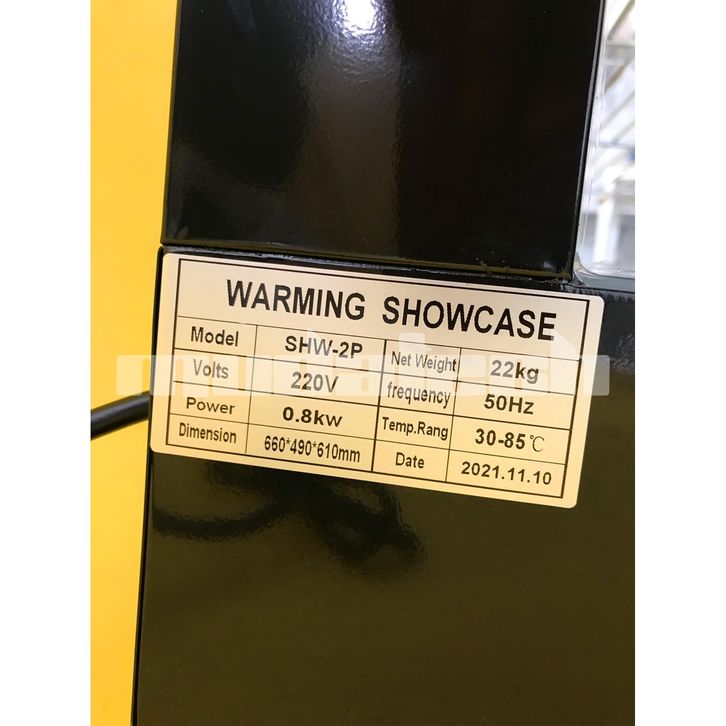 WARMING SHOWCASE
Model SHW-2P Net Weight 22kg
Volts 220V frequency 50Hz
Power 0.8kw Temp.Rang 30-85℃
Dimension 660*490*610mm Date 2021.11.10